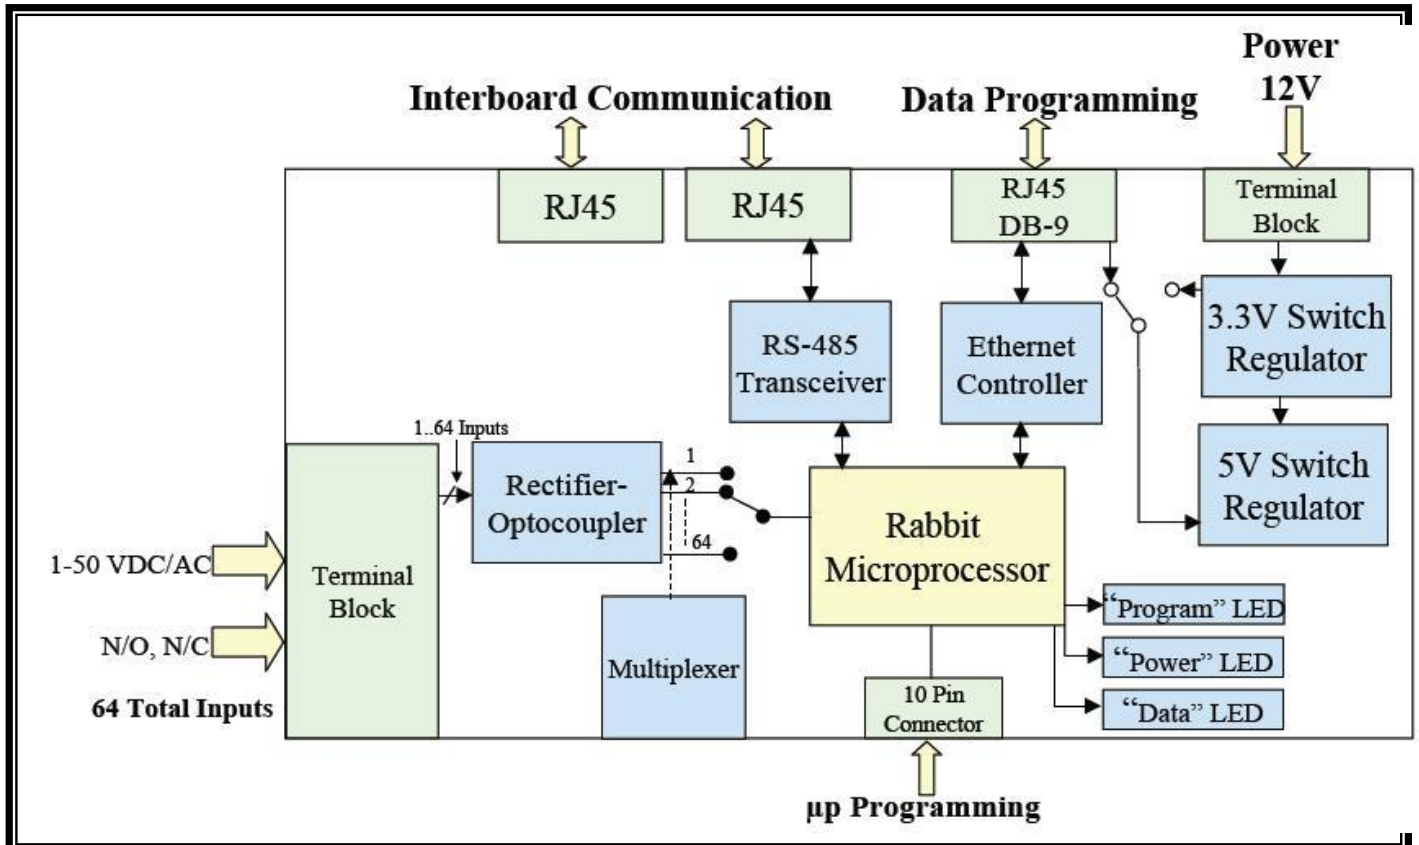 Power
12V
Interboard Communication
Data Programming
RJ45
RJ45
RJ45
DB-9
Terminal
Block
3.3V Switch
Regulator
RS-485
Transceiver
Ethernet
Controller
1..64 Inputs
5V Switch
Regulator
Rectifier-
Optocoupler
1
2
64
Rabbit
Microprocessor
1-50 VDC/AC
N/O, N/C
64 Total Inputs
Terminal
Block
Multiplexer
“Program” LED
“Power” LED
“Data” LED
10 Pin
Connector
µp Programming